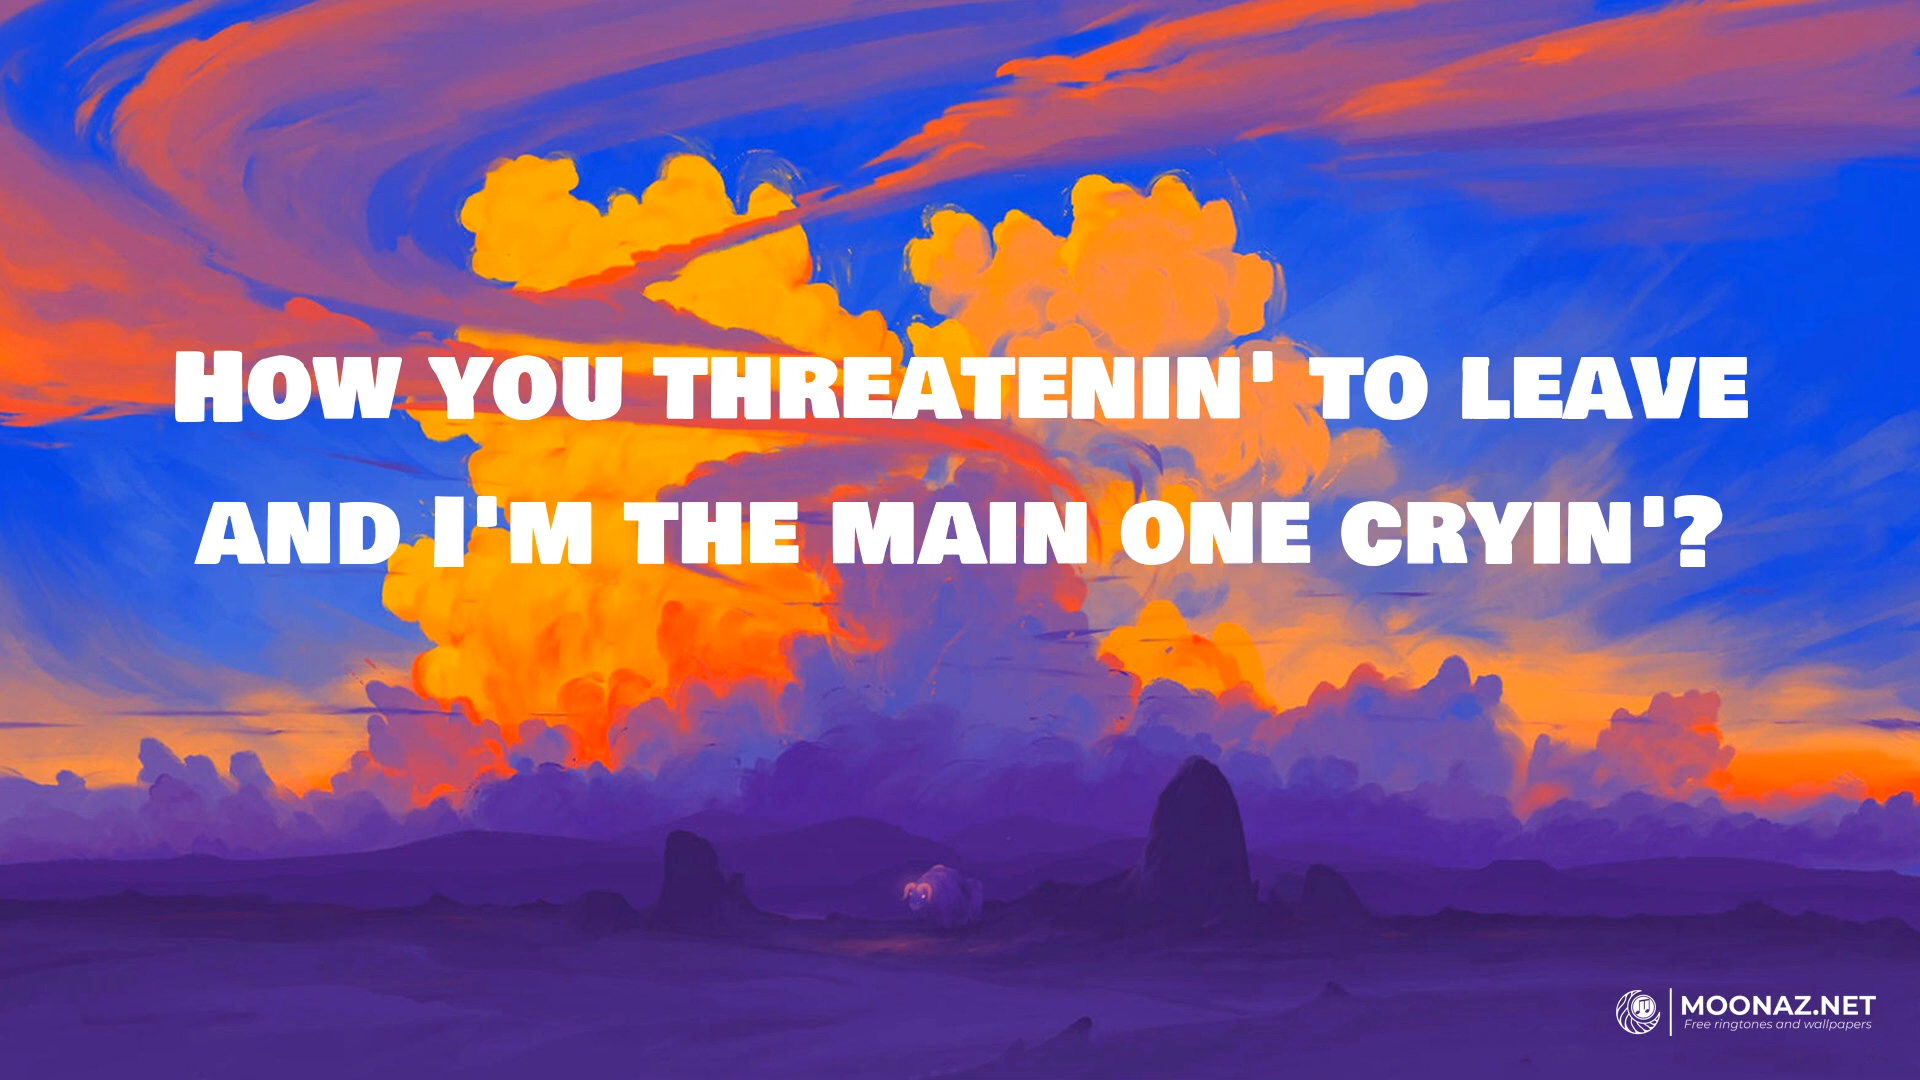 How you threatenin' to leave
and I'm the main one cryin'?
MOONAZ.NET
Free ringtones and wallpapers